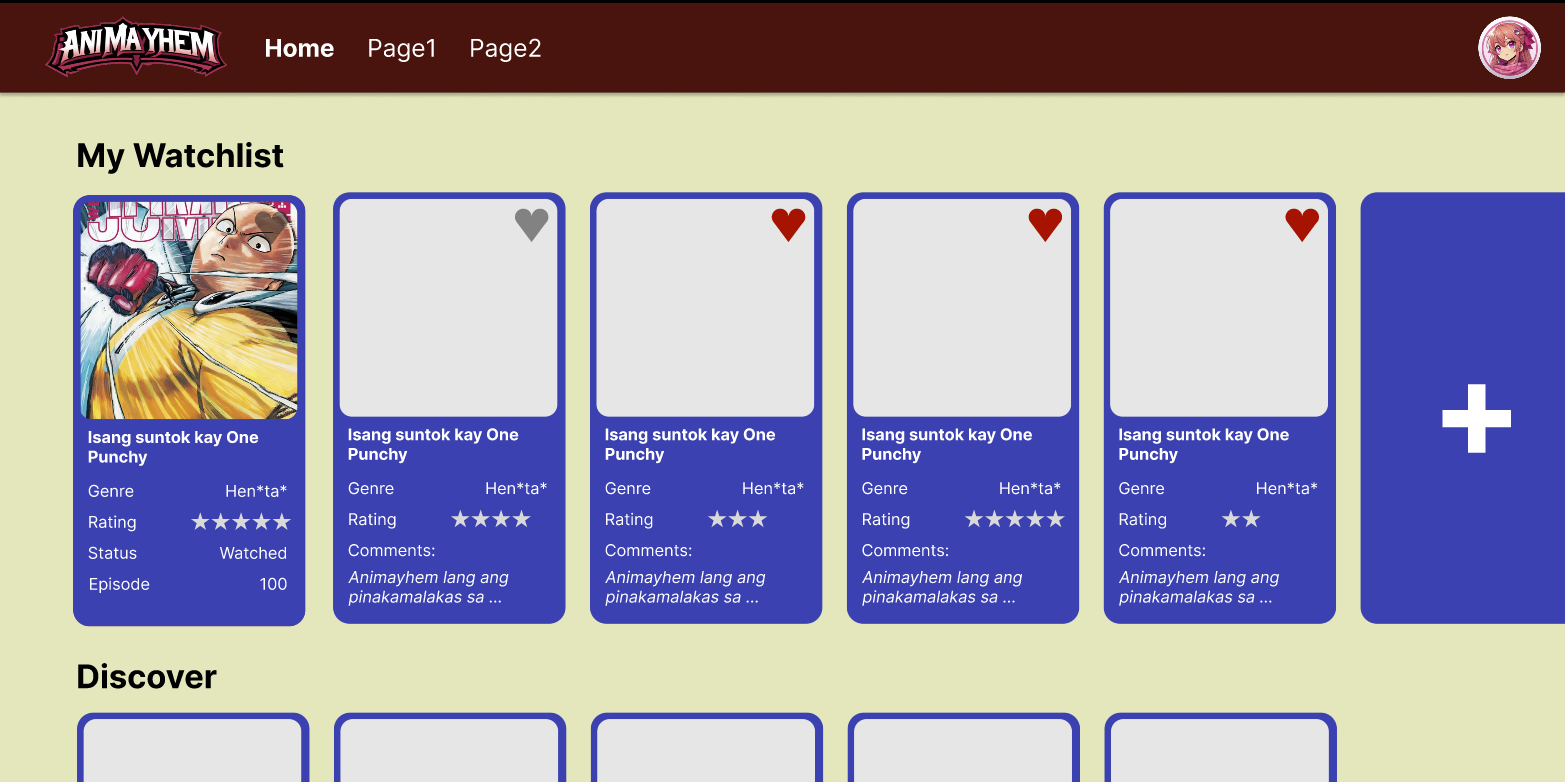 ANIMAYHEM
Home Page1 Page2
My Watchlist
JUMP
Isang suntok kay One
Punchy
Genre Hen*ta*
Rating ★★★★★
Status Watched
Episode 100
Isang suntok kay One
Punchy
Genre Hen*ta*
Rating ★★★★
Comments:
Animayhem lang ang
pinakamalakas sa ...
Isang suntok kay One
Punchy
Genre Hen*ta*
Rating ★★★
Comments:
Animayhem lang ang
pinakamalakas sa ...
Isang suntok kay One
Punchy
Genre Hen*ta*
Rating ★★★★★
Comments:
Animayhem lang ang
pinakamalakas sa ...
Isang suntok kay One
Punchy
Genre Hen*ta*
Rating ★★
Comments:
Animayhem lang ang
pinakamalakas sa ...
Discover